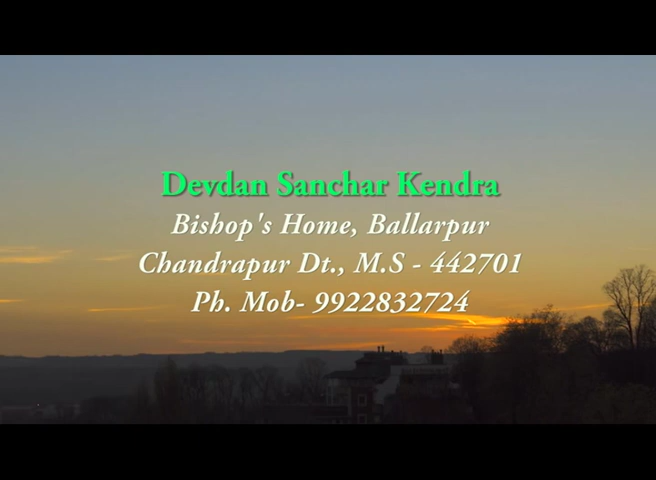 Devdan Sanchar Kendra
Bishop's Home, Ballarpur
Chandrapur Dt., M.S - 442701
Ph. Mob- 9922832724